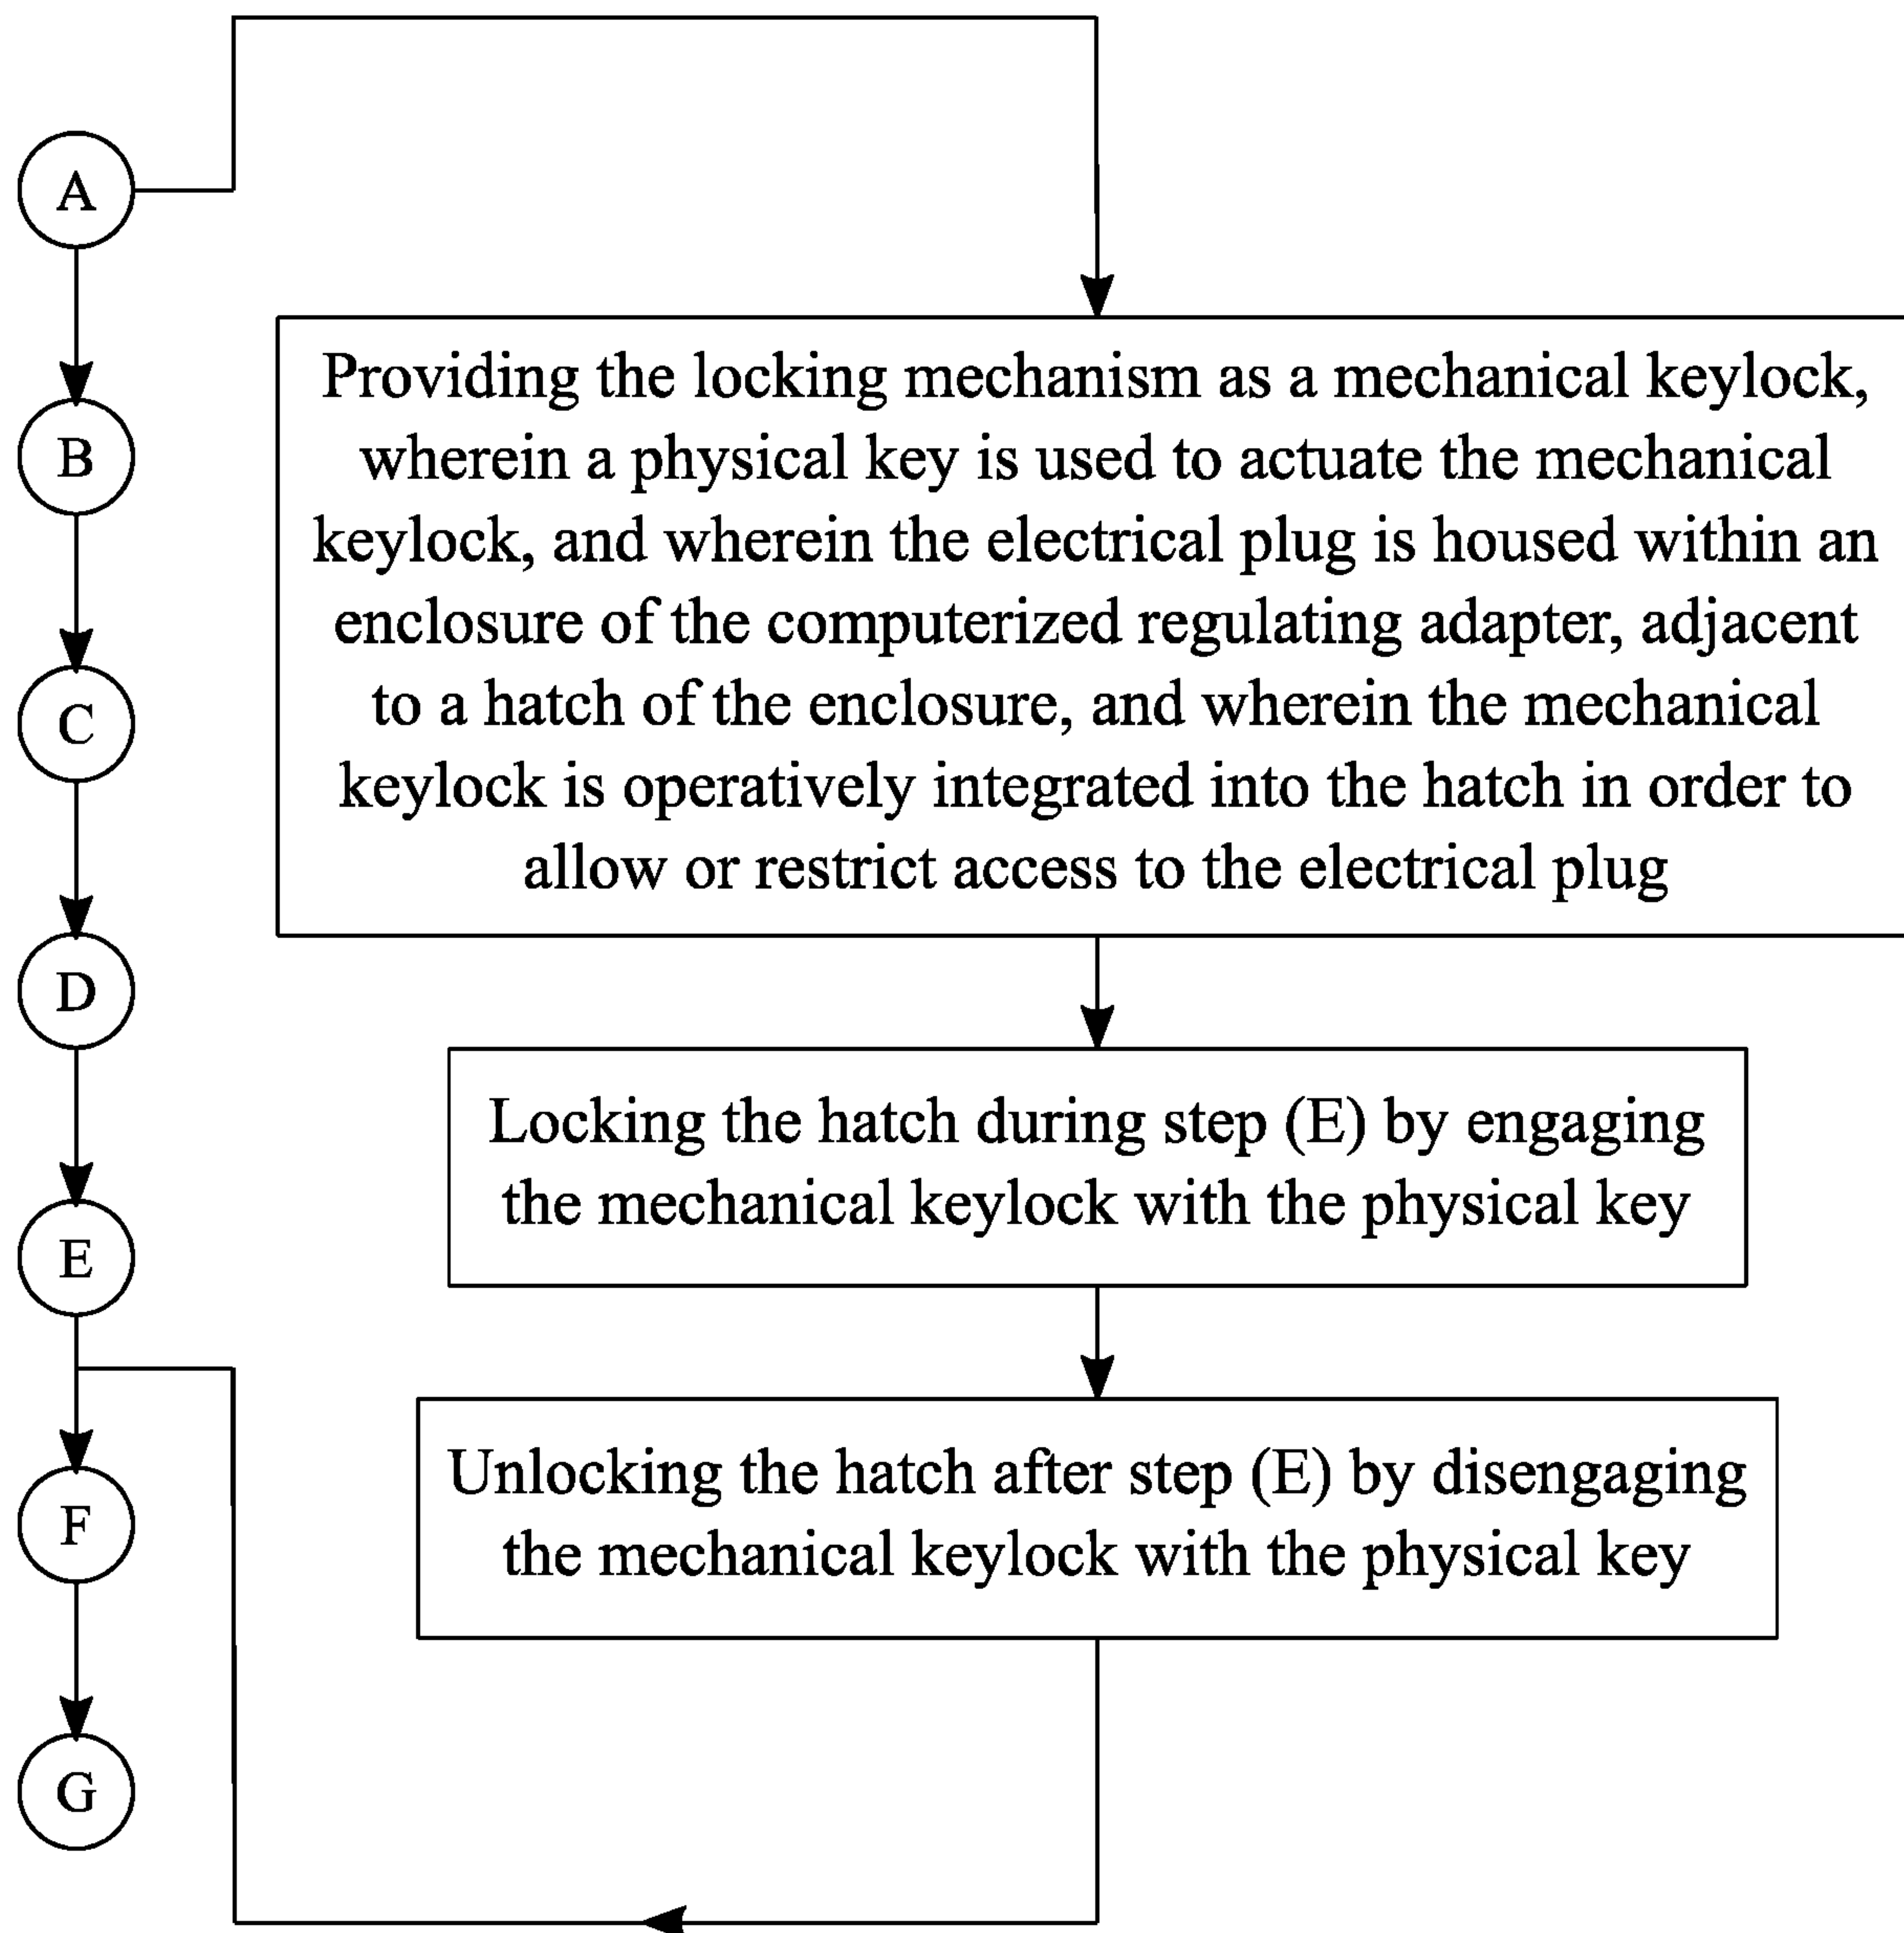 A
B
C
D
E
F
G
Providing the locking mechanism as a mechanical keylock,
wherein a physical key is used to actuate the mechanical
keylock, and wherein the electrical plug is housed within an
enclosure of the computerized regulating adapter, adjacent
to a hatch of the enclosure, and wherein the mechanical
keylock is operatively integrated into the hatch in order to
allow or restrict access to the electrical plug
Locking the hatch during step (E) by engaging
the mechanical keylock with the physical key
Unlocking the hatch after step (E) by disengaging
the mechanical keylock with the physical key